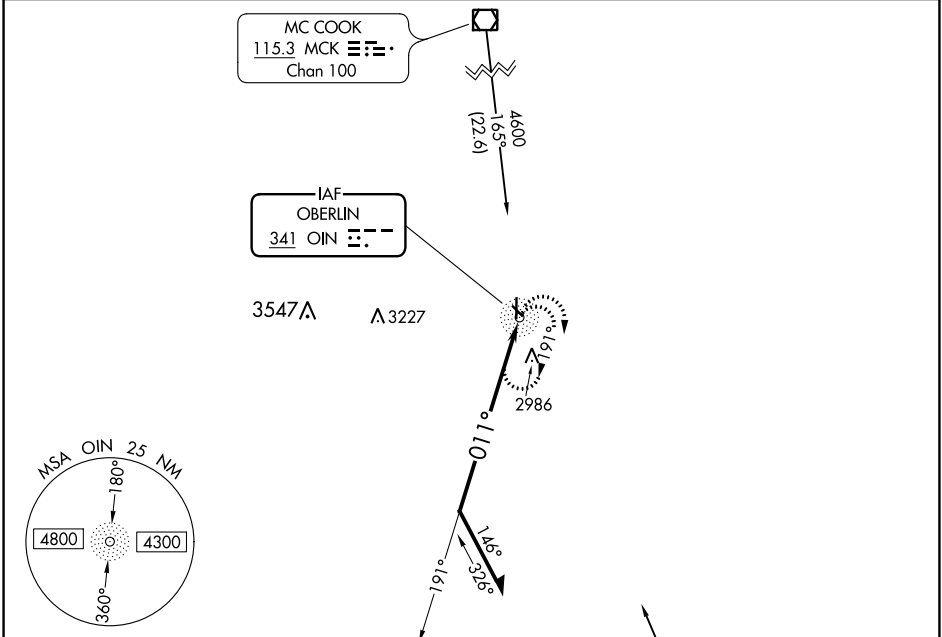 MC COOK
115.3 MCK
Chan 100
4600
165°
(22.6)
IAF
OBERLIN
341 OIN
3547
3227
191°
2986
011°
MSA OIN 25 NM
180°
4800
4300
360°
146°
326°
191°